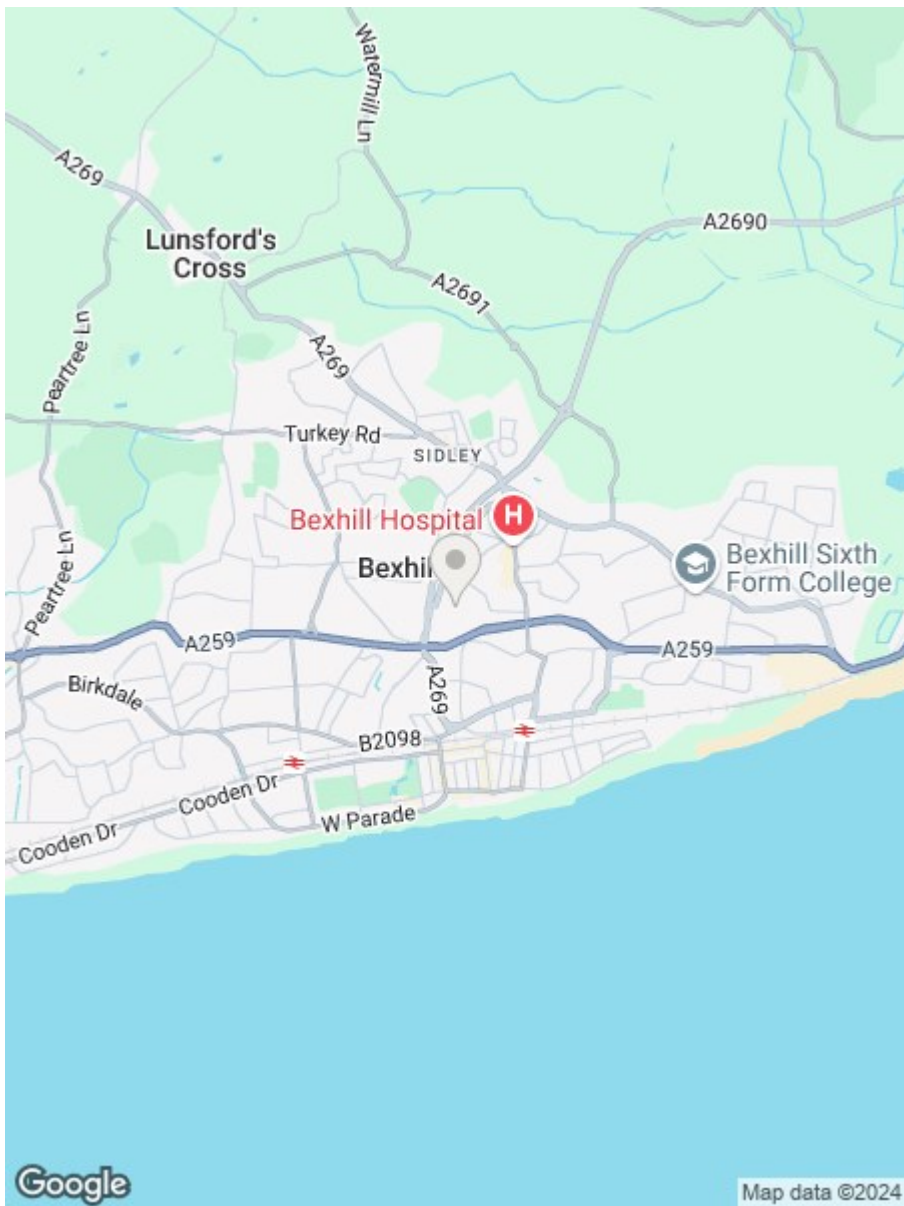 Watermill Ln
A269
A2690
Lunsford's
Cross
A2691
Peartree Ln
A269
Turkey Rd
SIDLEY
Bexhill Hospital
H
Bexhil
Bexhill Sixth
Form College
Peartree Ln
A259
A259
Birkdale
A269
B2098
Cooden Dr
W Parade
Cooden Dr
Google
Map data ©2024